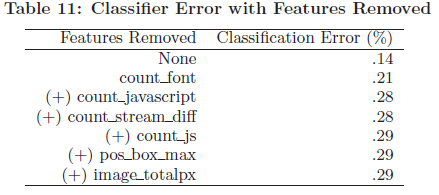 Table 11: Classifier Error with Features Removed
Features Removed Classification Error (%)
None .14
count_font .21
(+) count_javascript .28
(+) count_stream_diff .28
(+) count_js .29
(+) pos_box_max .29
(+) image_totalpx .29